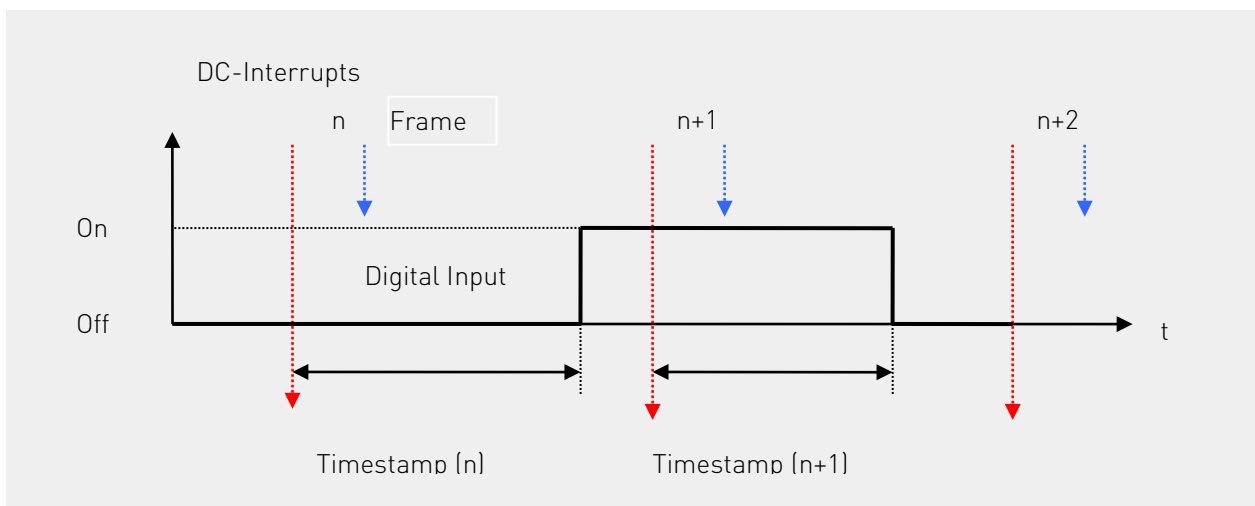 DC-Interrupts
n Frame n+1 n+2
On
Digital Input
Off
t
Timestamp (n) Timestamp (n+1)